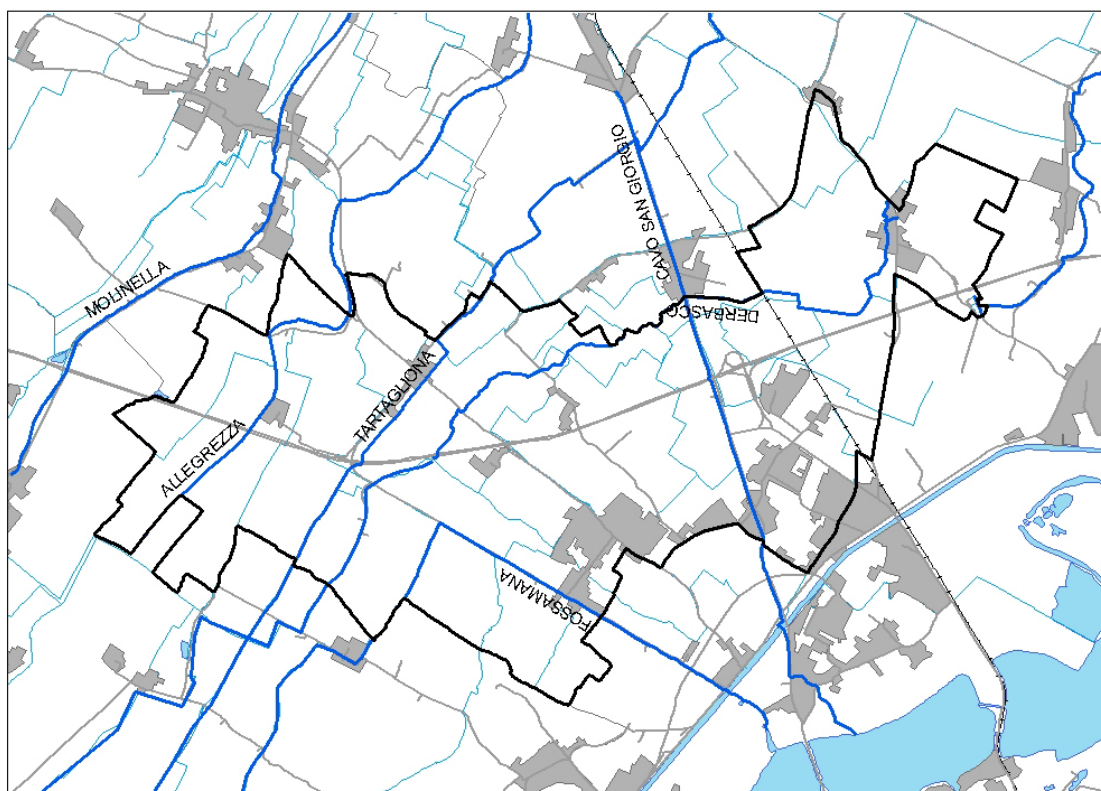 CAVO SAN GIORGIO
MOLINELLA
DERBASCO
TARTAGLIONA
ALLEGREZZA
FOSSAMANA